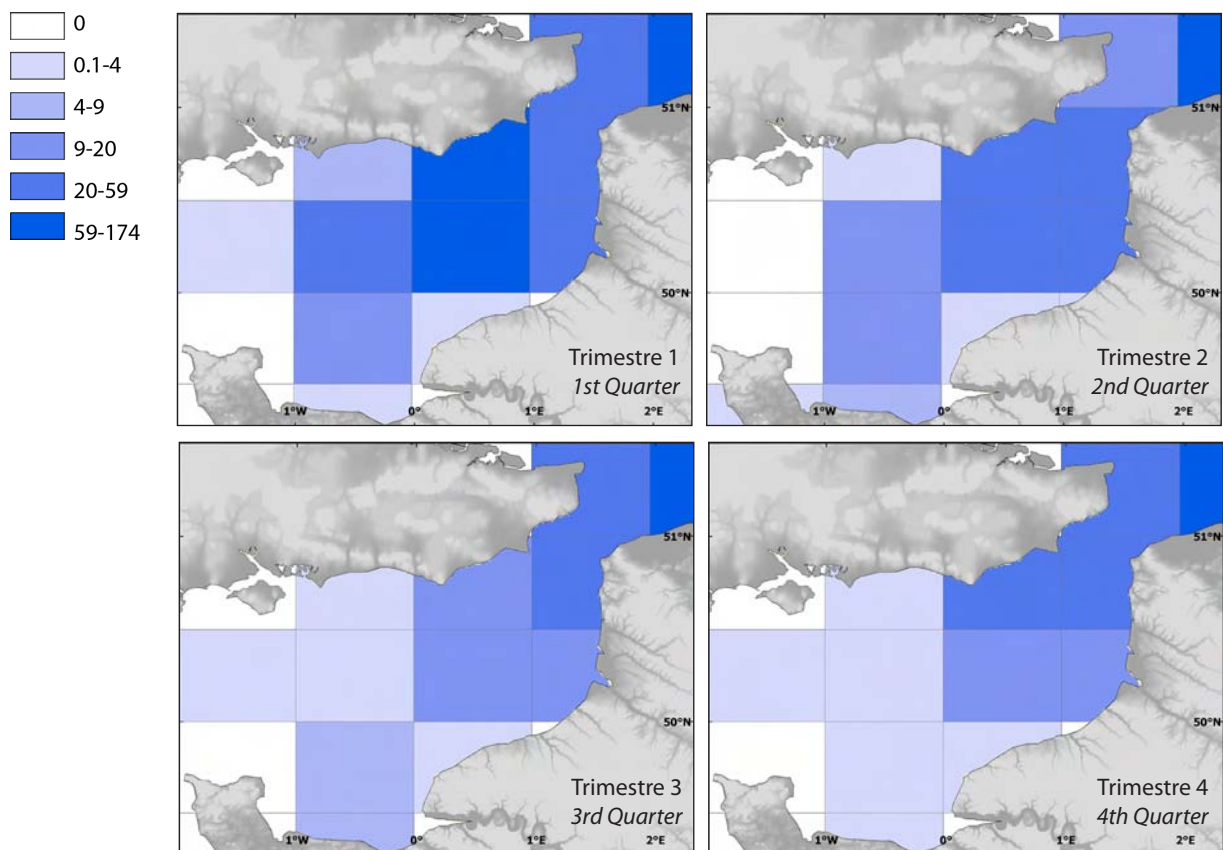 0
0.1-4
4-9
9-20
20-59
59-174
51°N
50°N
Trimestre 1
1st Quarter
1°W
0°
1°E
2°E
51°N
50°N
Trimestre 2
2nd Quarter
1°W
0°
1°E
2°E
51°N
50°N
Trimestre 3
3rd Quarter
1°W
0°
1°E
2°E
51°N
50°N
Trimestre 4
4th Quarter
1°W
0°
1°E
2°E